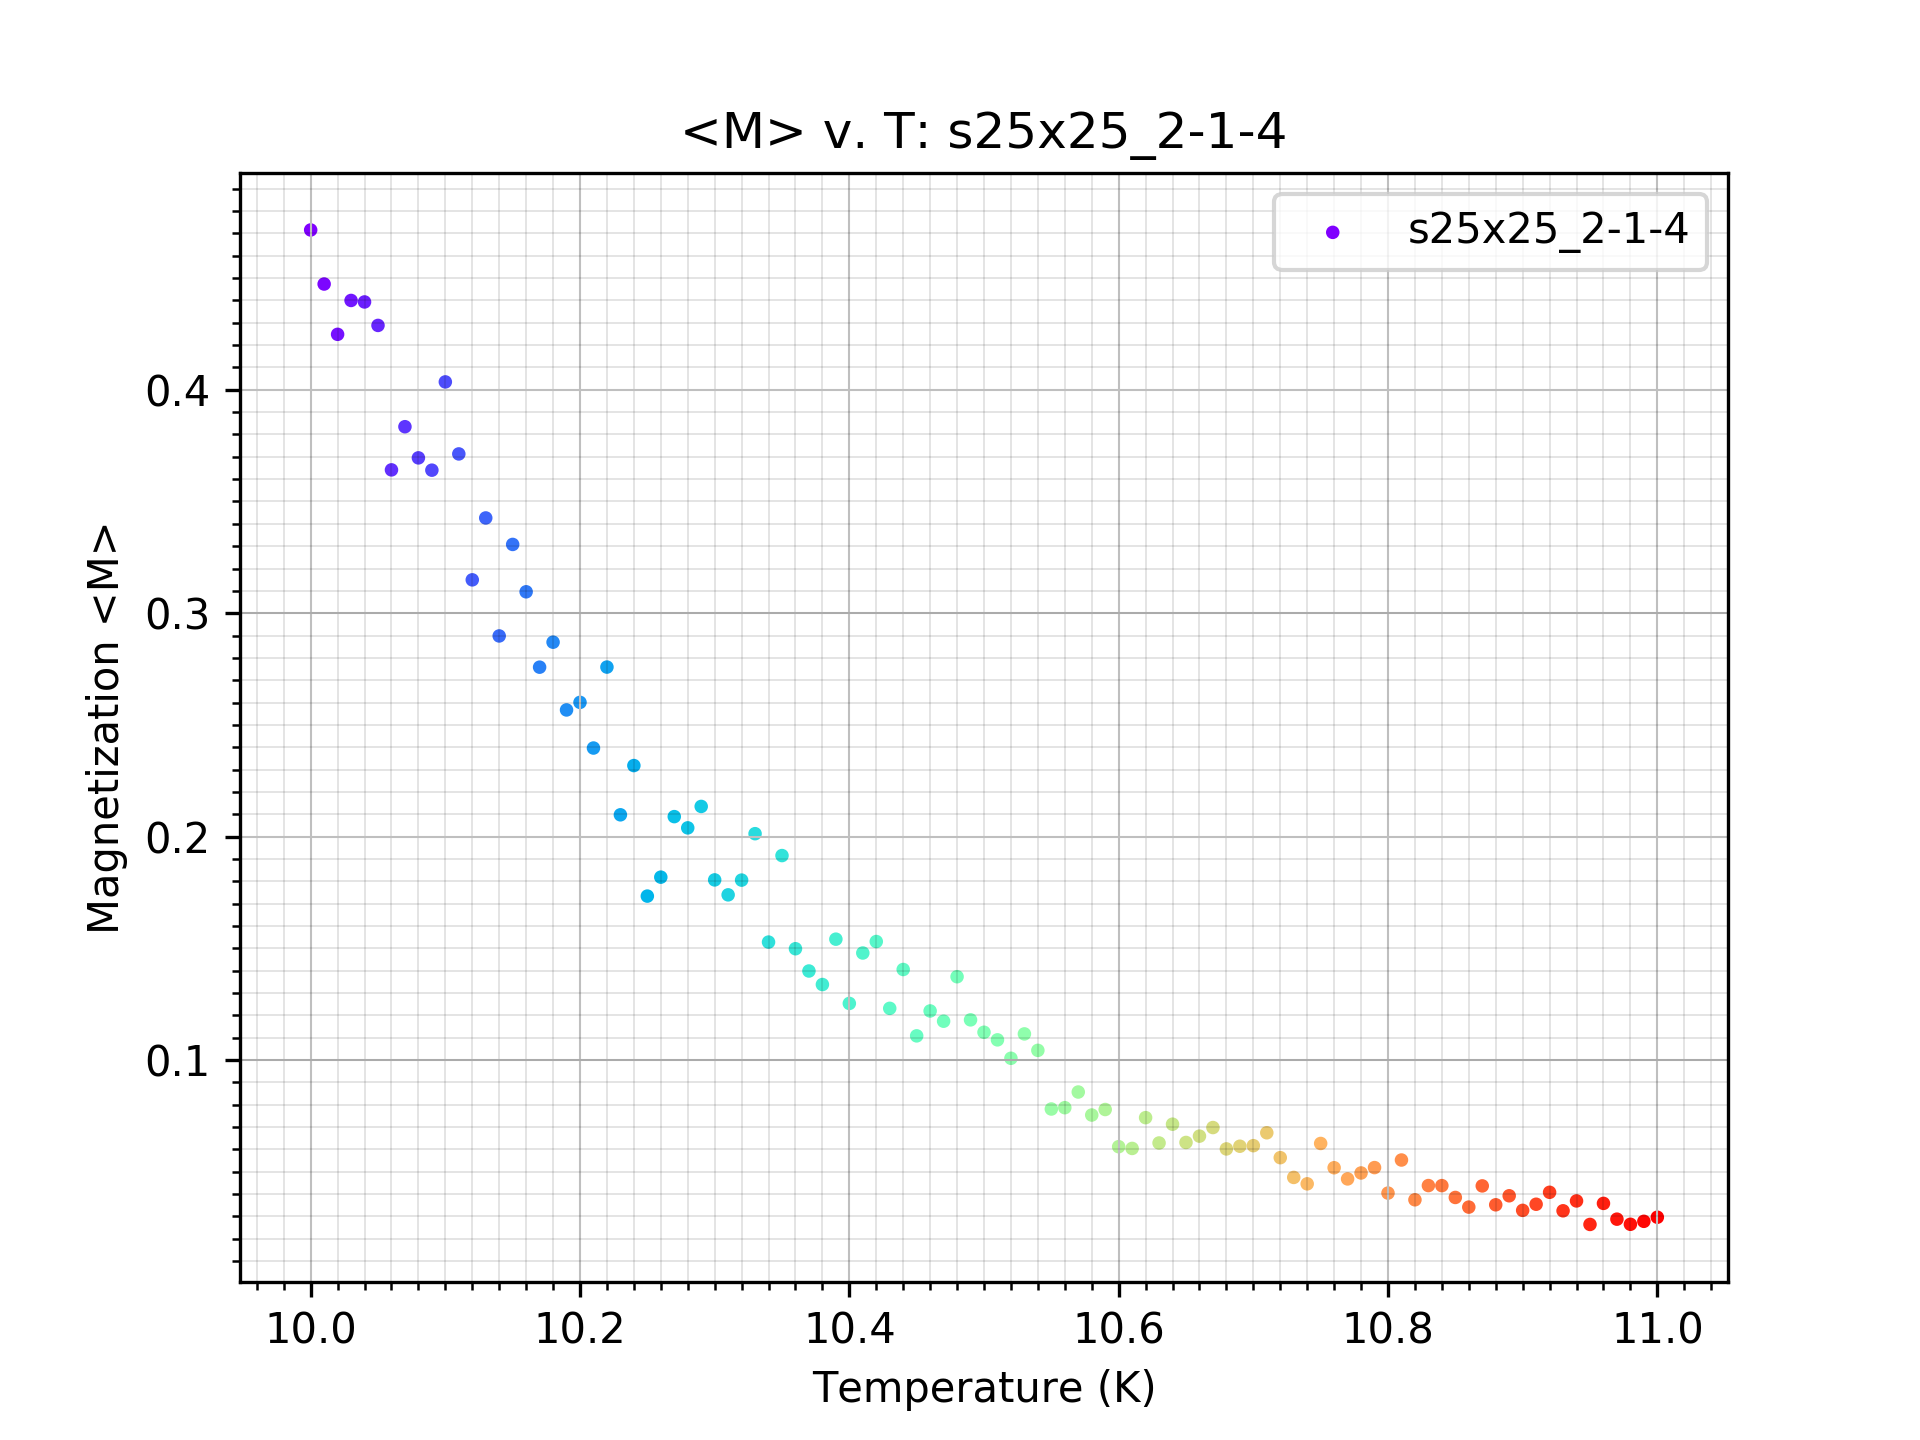 <M> v. T: s25x25_2-1-4
s25x25_2-1-4
Magnetization <M>
0.4
0.3
0.2
0.1
10.0 10.2 10.4 10.6 10.8 11.0
Temperature (K)